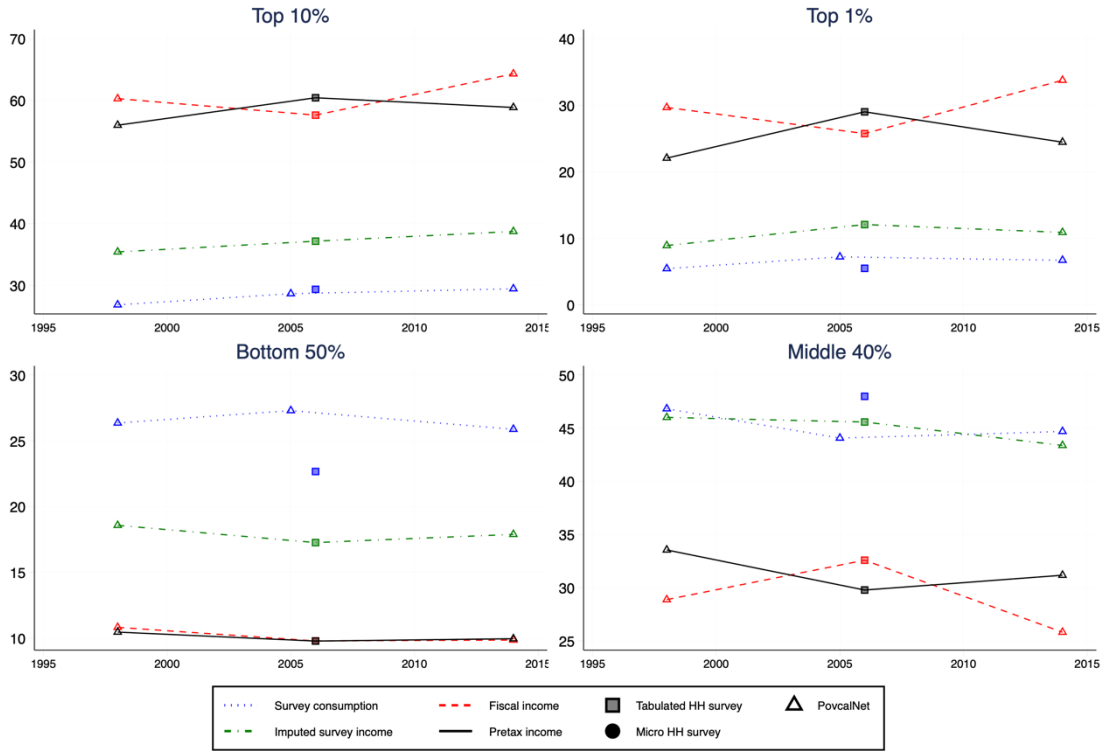 Top 10%
Top 1%
70
60
50
40
30
1995 2000 2005 2010 2015
40
30
20
10
0
1995 2000 2005 2010 2015
Bottom 50%
Middle 40%
30
25
20
15
10
1995 2000 2005 2010 2015
50
45
40
35
30
25
1995 2000 2005 2010 2015
Survey consumption Fiscal income Tabulated HH survey PovcalNet
Imputed survey income Pretax income Micro HH survey